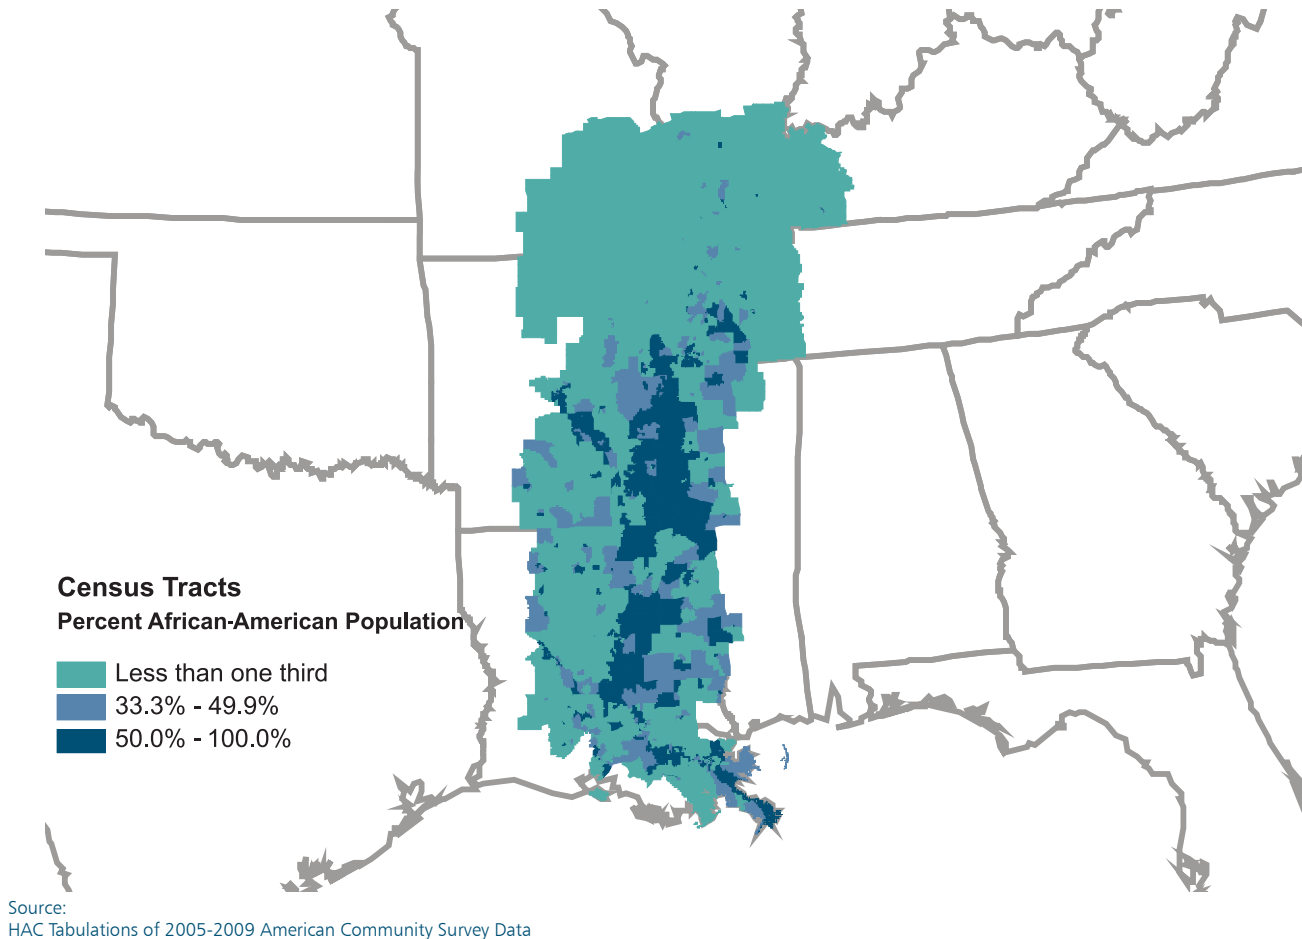 Census Tracts
Percent African-American Population
Less than one third
33.3% - 49.9%
50.0% - 100.0%
Source:
HAC Tabulations of 2005-2009 American Community Survey Data